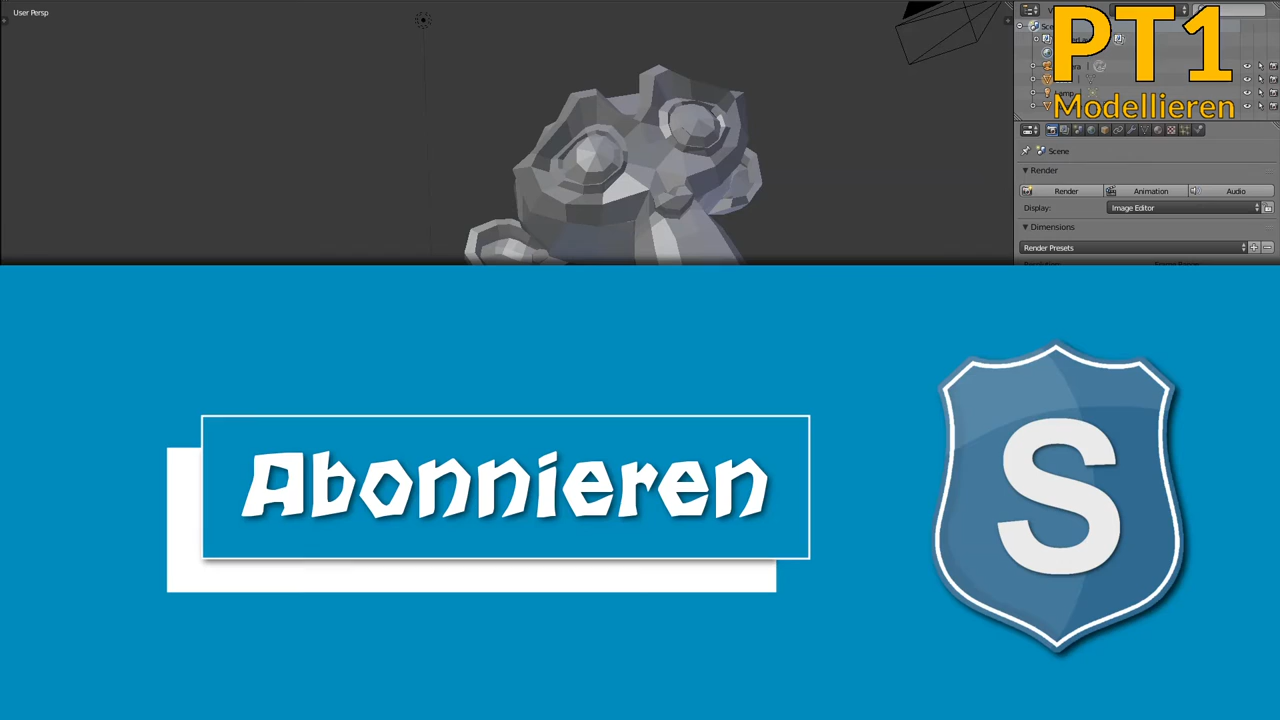 User Persp
PT1
Modellieren
Scene
Render
Render
Animation
Audio
Display:
Image Editor
Dimensions
Render Presets
Abonnieren
S